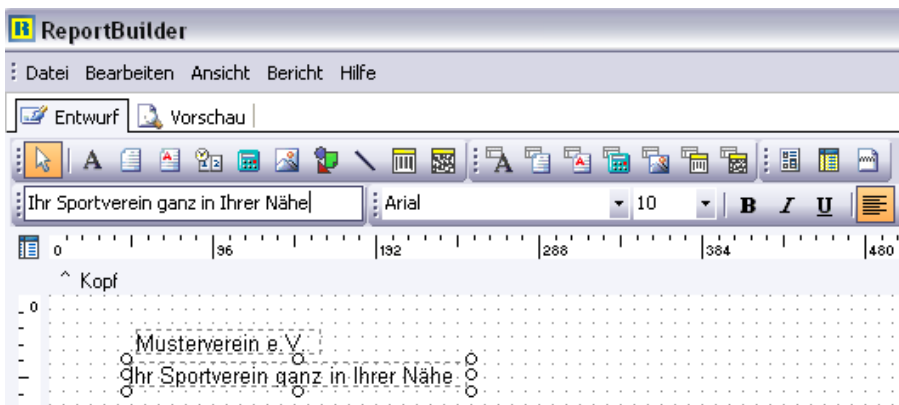 ReportBuilder
Datei Bearbeiten Ansicht Bericht Hilfe
Entwurf Vorschau
Ihr Sportverein ganz in Ihrer Nähe Arial 10 B I U
0 96 192 288 384 480
^ Kopf
0
Musterverein e.V.
Ihr Sportverein ganz in Ihrer Nähe